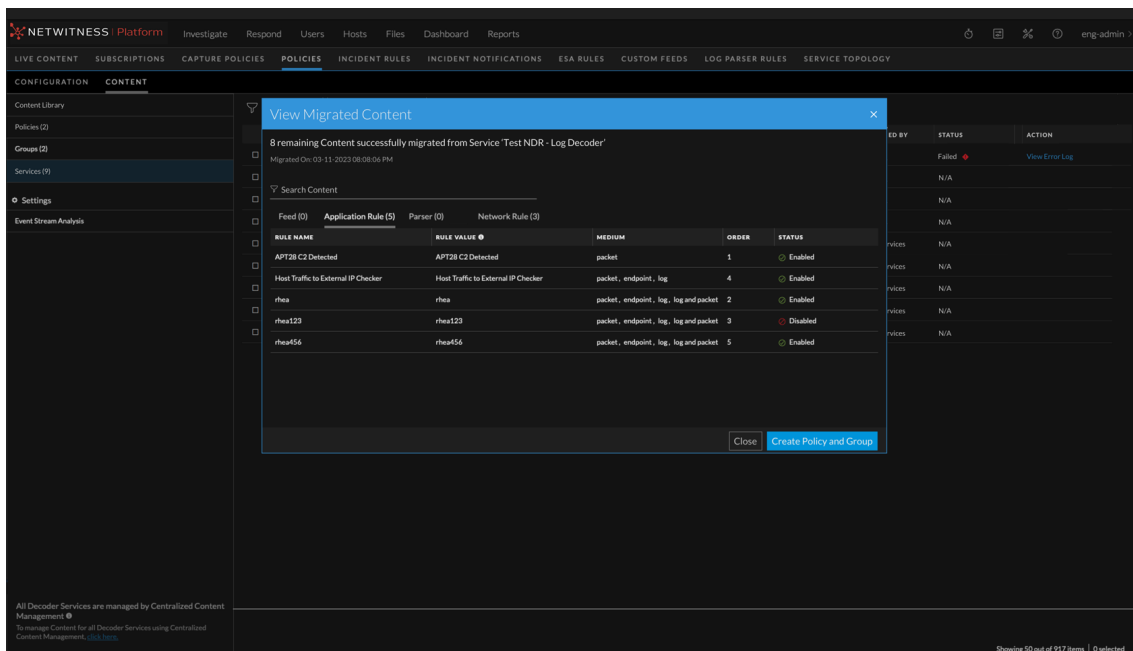 NETWITNESS | Platform Investigate Respond Users Hosts Files Dashboard Reports eng-admin >
LIVE CONTENT SUBSCRIPTIONS CAPTURE POLICIES POLICIES INCIDENT RULES INCIDENT NOTIFICATIONS ESA RULES CUSTOM FEEDS LOG PARSER RULES SERVICE TOPOLOGY
CONFIGURATION CONTENT
Content Library
Policies (2)
Groups (2)
Services (9)
Settings
Event Stream Analysis
View Migrated Content ×
8 remaining Content successfully migrated from Service 'Test NDR - Log Decoder'
Migrated On: 03-11-2023 08:08:06 PM
Search Content
Feed (0) Application Rule (5) Parser (0) Network Rule (3)
RULE NAME RULE VALUE MEDIUM ORDER STATUS
APT28 C2 Detected APT28 C2 Detected packet 1 Enabled
Host Traffic to External IP Checker Host Traffic to External IP Checker packet , endpoint , log 4 Enabled
rhea rhea packet , endpoint , log , log and packet 2 Enabled
rhea123 rhea123 packet , endpoint , log , log and packet 3 Disabled
rhea456 rhea456 packet , endpoint , log , log and packet 5 Enabled
Close Create Policy and Group
ED BY STATUS ACTION
Failed View Error Log
N/A
N/A
N/A
rvices N/A
rvices N/A
rvices N/A
rvices N/A
rvices N/A
All Decoder Services are managed by Centralized Content
Management
To manage Content for all Decoder Services using Centralized
Content Management, click here.
Showing 50 out of 917 items | 0 selected